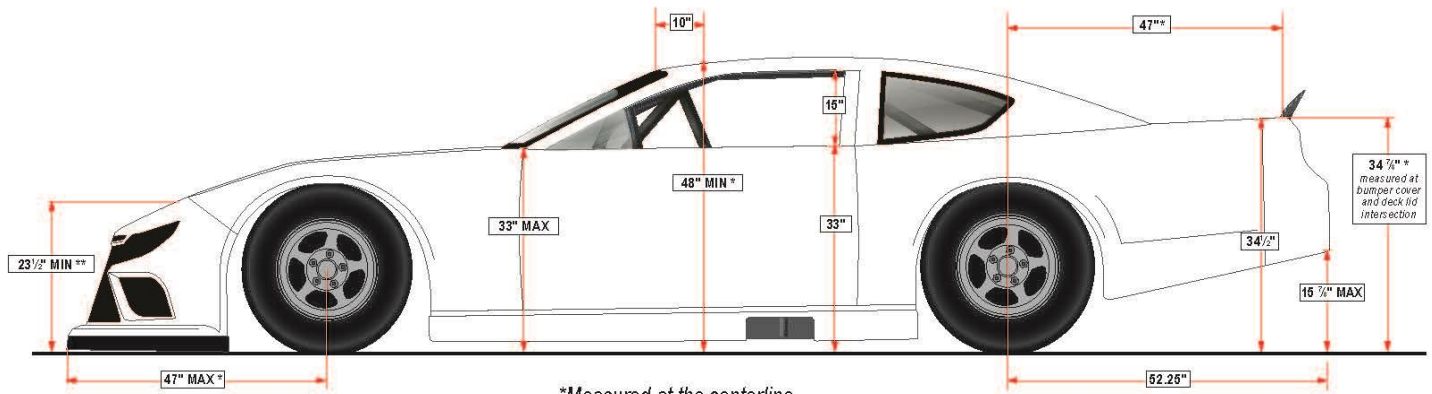 10"
47"*
15"
34 ⅞" *
measured at
bumper cover
and deck lid
intersection
48" MIN *
33" MAX
33"
34½"
23½" MIN **
15 ⅞" MAX
47" MAX *
52.25"
*Measured at the centerline